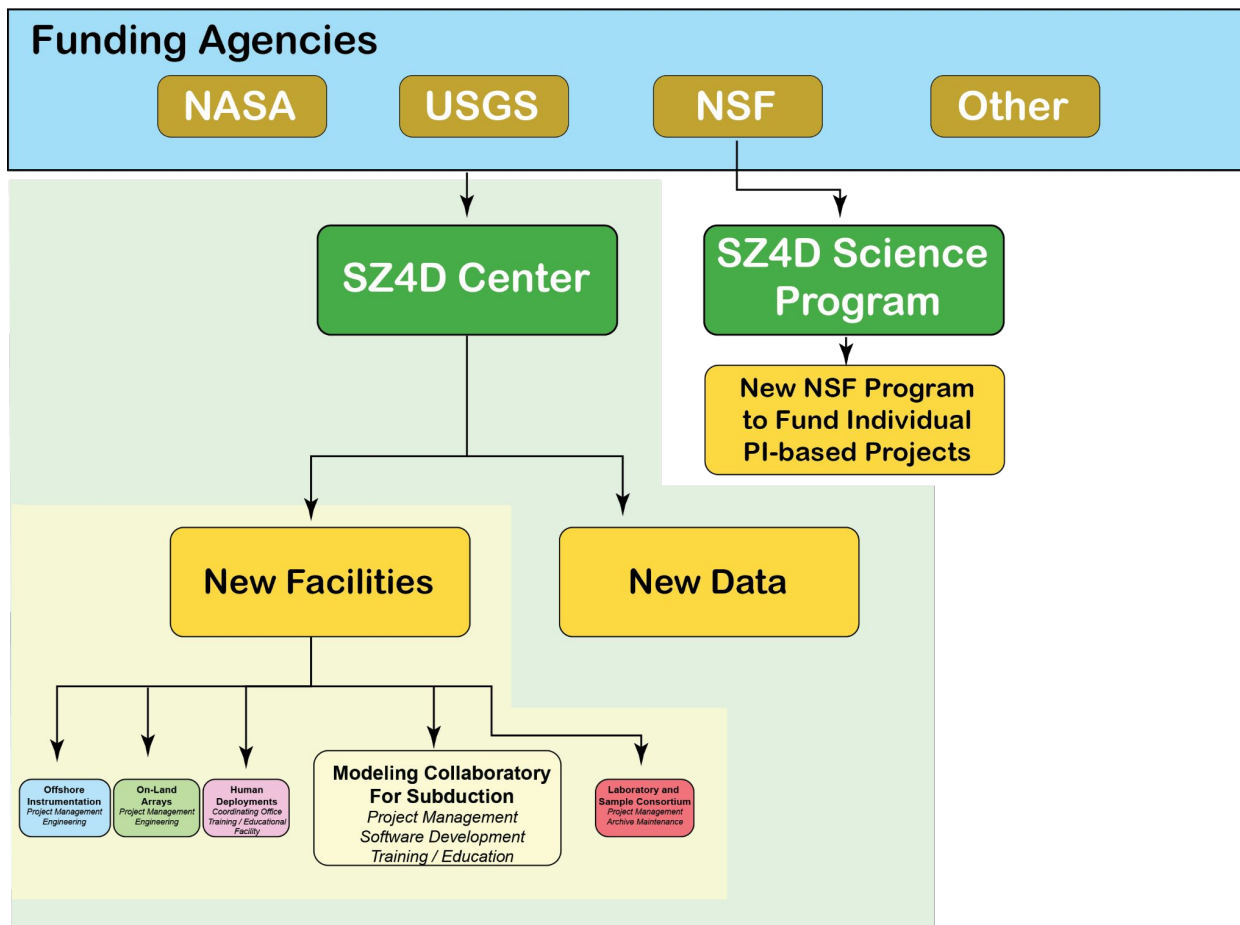 Funding Agencies
NASA
USGS
NSF
Other
SZ4D Center
SZ4D Science
Program
New NSF Program
to Fund Individual
PI-based Projects
New Facilities
New Data
Offshore
Instrumentation
Project Management
Engineering
On-Land
Arrays
Project Management
Engineering
Human
Deployments
Coordinating Office
Training / Educational
Facility
Modeling Collaboratory
For Subduction
Project Management
Software Development
Training / Education
Laboratory and
Sample Consortium
Project Management
Archive Maintenance